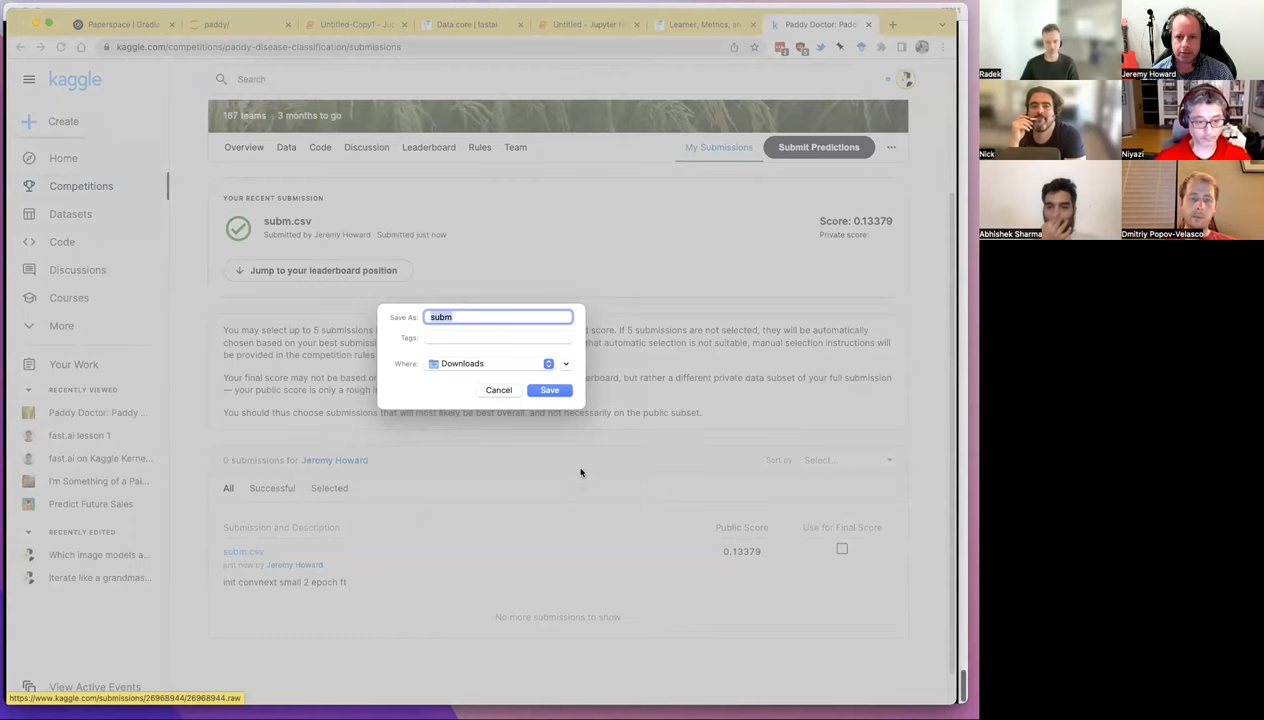 Paperspace | Gradi
paddy/
Untitled-Copy1 - Ju
Data core | fastai
Untitled - Jupyter N
Learner, Metrics, an
Paddy Doctor: Padd
kaggle.com/competitions/paddy-disease-classification/submissions
kaggle
Search
Create
Home
Competitions
Datasets
Code
Discussions
Courses
More
Your Work
RECENTLY VIEWED
Paddy Doctor: Paddy ...
fast.ai lesson 1
fast.ai on Kaggle Kerne...
I'm Something of a Pai...
Predict Future Sales
RECENTLY EDITED
Which image models a...
Iterate like a grandmas...
View Active Events
https://www.kaggle.com/submissions/26968944/26968944.raw
167 teams 3 months to go
Overview Data Code Discussion Leaderboard Rules Team My Submissions Submit Predictions
YOUR RECENT SUBMISSION
subm.csv
Submitted by Jeremy Howard · Submitted just now
Score: 0.13379
Private score:
Jump to your leaderboard position
Save As: subm
Tags:
Where: Downloads
Cancel Save
You may select up to 5 submissions score. If 5 submissions are not selected, they will be automatically
chosen based on your best submission that automatic selection is not suitable, manual selection instructions will
be provided in the competition rules
Your final score may not be based on leaderboard, but rather a different private data subset of your full submission
— your public score is only a rough
You should thus choose submissions that will most likely be best overall, and not necessarily on the public subset.
0 submissions for Jeremy Howard
Sort by Select...
All Successful Selected
Submission and Description Public Score Use for Final Score
subm.csv 0.13379
just now by Jeremy Howard
init convnext small 2 epoch ft
No more submissions to show
Radek
Jeremy Howard
Nick
Niyazi
Abhishek Sharma
Dmitriy Popov-Velasco